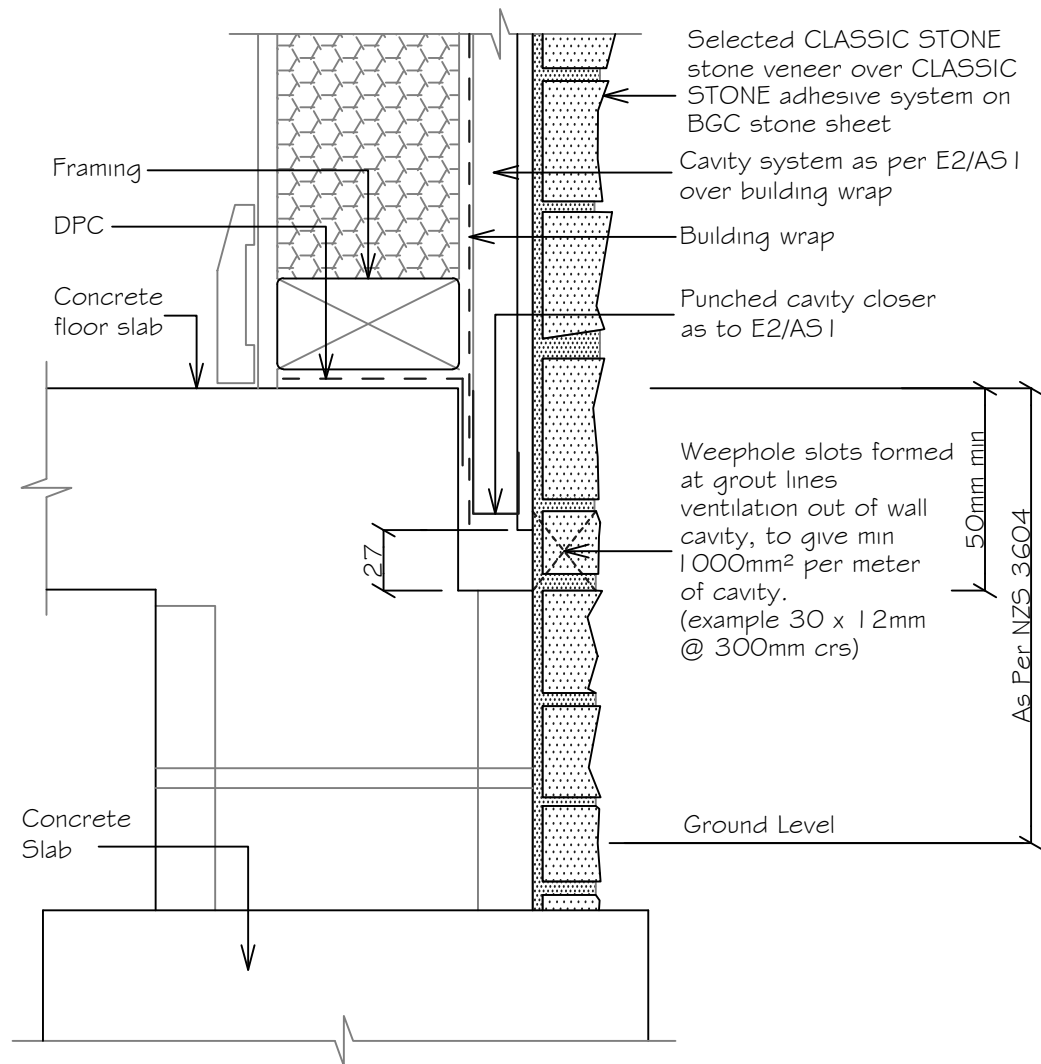 Selected CLASSIC STONE
stone veneer over CLASSIC
STONE adhesive system on
BGC stone sheet
Framing
Cavity system as per E2/AS1
over building wrap
DPC
Building wrap
Concrete
floor slab
Punched cavity closer
as to E2/AS1
Weephole slots formed
at grout lines
ventilation out of wall
cavity, to give min
1000mm² per meter
of cavity.
(example 30 x 12mm
@ 300mm crs)
50mm min
27
As Per NZS 3604
Concrete
Slab
Ground Level